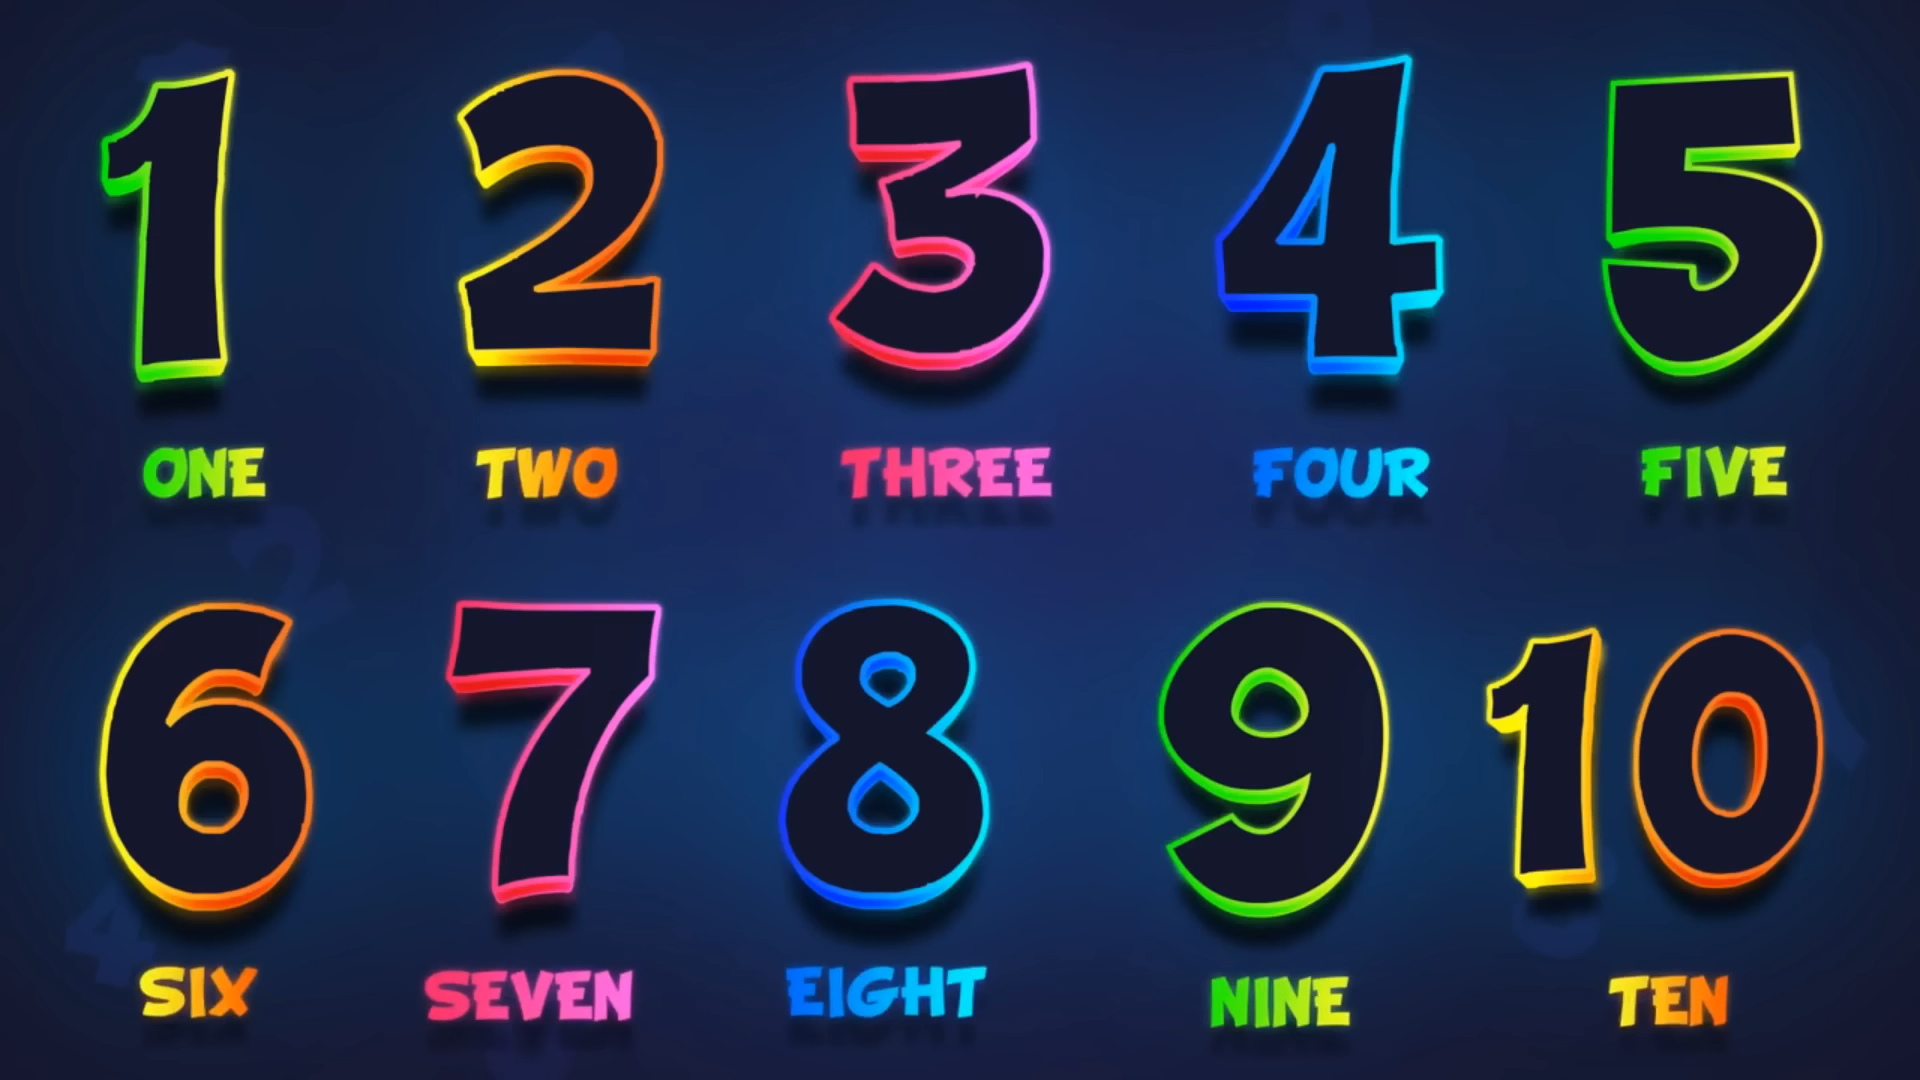 1 2 3 4 5
ONE TWO THREE FOUR FIVE
6 7 8 9 10
SIX SEVEN EIGHT NINE TEN